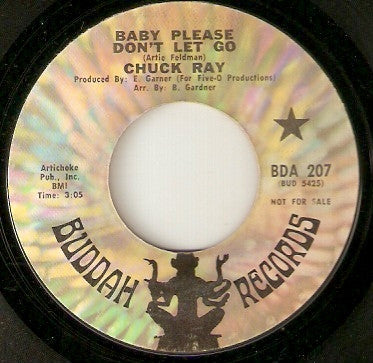 BABY PLEASE
DON'T LET GO
(Artie Feldman)
CHUCK RAY
Produced By: E. Garner (For Five-O Productions)
Arr. By: B. Gardner
Artichoke
Pub., Inc.
BMI
Time: 3:05
BDA 207
(BUD 5425)
NOT FOR SALE
BUDDAH RECORDS